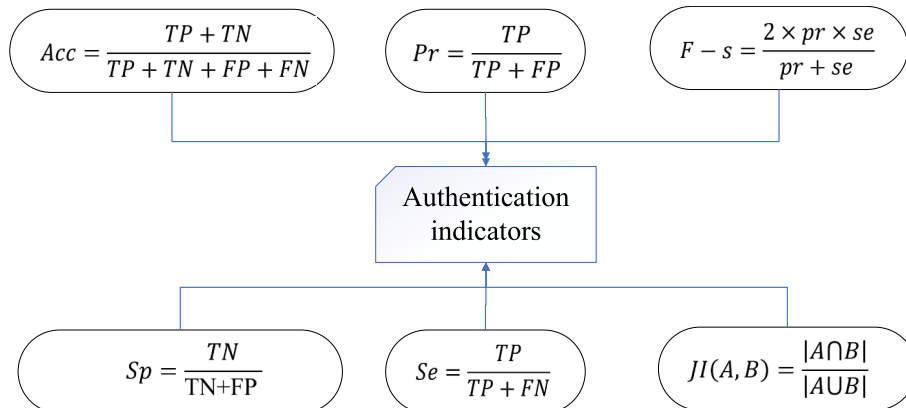 Acc = (TP + TN) / (TP + TN + FP + FN)
Pr = TP / (TP + FP)
F − s = (2 × pr × se) / (pr + se)
Authentication
indicators
Sp = TN / (TN+FP)
Se = TP / (TP + FN)
JI(A, B) = |A⋂B| / |A⋃B|